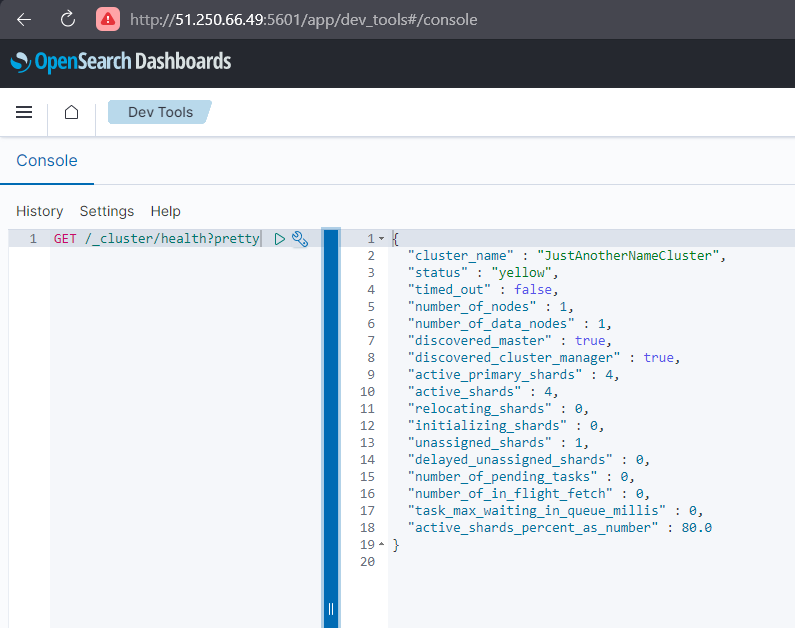 http://51.250.66.49:5601/app/dev_tools#/console
OpenSearch Dashboards
Dev Tools
Console
History Settings Help
1 GET /_cluster/health?pretty
1 {
2 "cluster_name" : "JustAnotherNameCluster",
3 "status" : "yellow",
4 "timed_out" : false,
5 "number_of_nodes" : 1,
6 "number_of_data_nodes" : 1,
7 "discovered_master" : true,
8 "discovered_cluster_manager" : true,
9 "active_primary_shards" : 4,
10 "active_shards" : 4,
11 "relocating_shards" : 0,
12 "initializing_shards" : 0,
13 "unassigned_shards" : 1,
14 "delayed_unassigned_shards" : 0,
15 "number_of_pending_tasks" : 0,
16 "number_of_in_flight_fetch" : 0,
17 "task_max_waiting_in_queue_millis" : 0,
18 "active_shards_percent_as_number" : 80.0
19 }
20